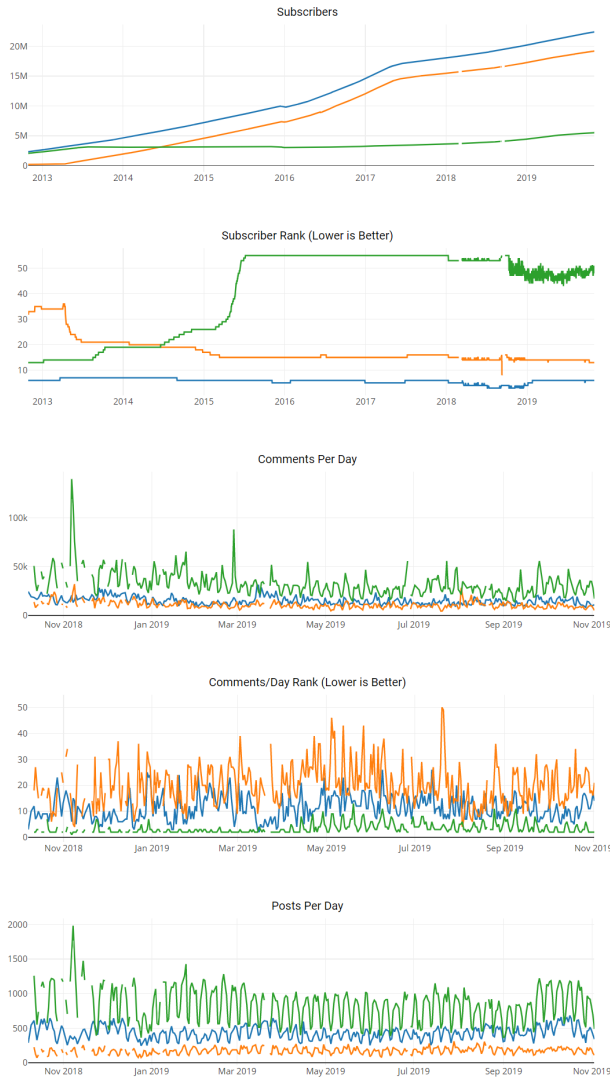 Subscribers
20M
15M
10M
5M
0
2013 2014 2015 2016 2017 2018 2019
Subscriber Rank (Lower is Better)
50
40
30
20
10
2013 2014 2015 2016 2017 2018 2019
Comments Per Day
100k
50k
0
Nov 2018 Jan 2019 Mar 2019 May 2019 Jul 2019 Sep 2019 Nov 2019
Comments/Day Rank (Lower is Better)
50
40
30
20
10
0
Nov 2018 Jan 2019 Mar 2019 May 2019 Jul 2019 Sep 2019 Nov 2019
Posts Per Day
2000
1500
1000
500
0
Nov 2018 Jan 2019 Mar 2019 May 2019 Jul 2019 Sep 2019 Nov 2019